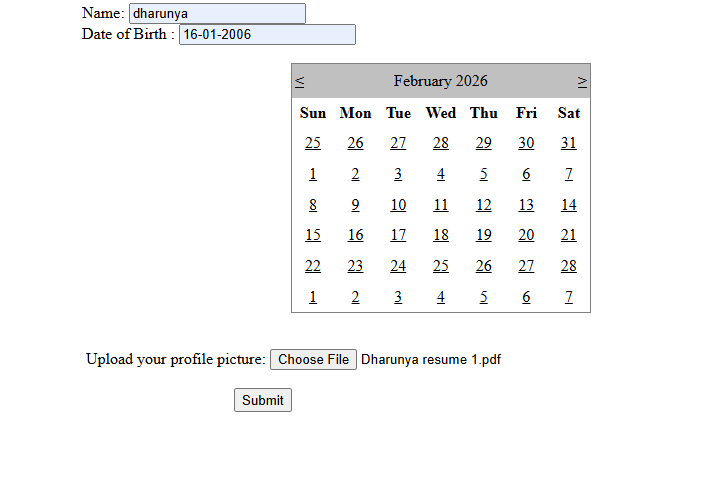 Name: dharunya
Date of Birth : 16-01-2006
< February 2026 >
Sun Mon Tue Wed Thu Fri Sat
25 26 27 28 29 30 31
1 2 3 4 5 6 7
8 9 10 11 12 13 14
15 16 17 18 19 20 21
22 23 24 25 26 27 28
1 2 3 4 5 6 7
Upload your profile picture: Choose File Dharunya resume 1.pdf
Submit